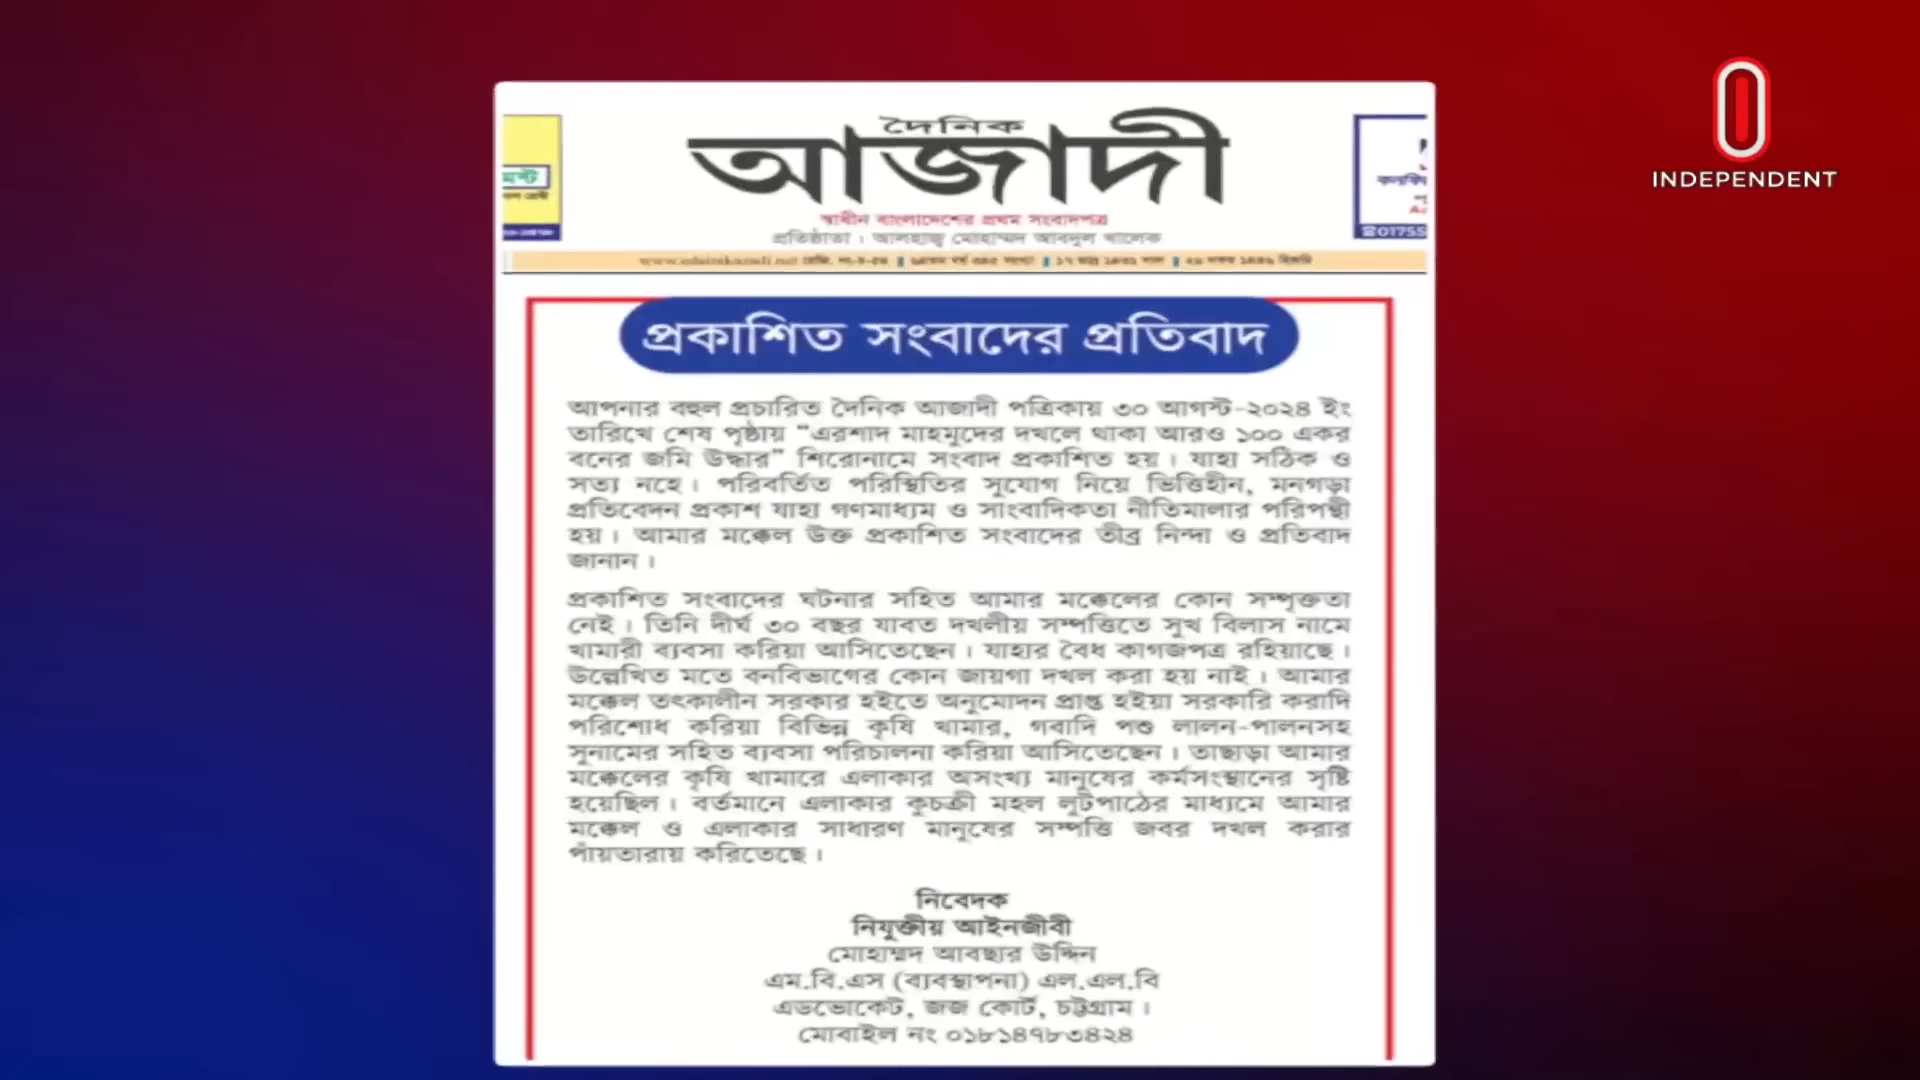 INDEPENDENT
দৈনিক
আজাদী
স্বাধীন বাংলাদেশের প্রথম সংবাদপত্র
প্রতিষ্ঠাতা : আলহাজ্ব মোহাম্মদ আবদুল খালেক
☎01755
প্রকাশিত সংবাদের প্রতিবাদ
আপনার বহুল প্রচারিত দৈনিক আজাদী পত্রিকায় ৩০ আগস্ট-২০২৪ ইং
তারিখে শেষ পৃষ্ঠায় "এরশাদ মাহমুদের দখলে থাকা আরও ১০০ একর
বনের জমি উদ্ধার" শিরোনামে সংবাদ প্রকাশিত হয়। যাহা সঠিক ও
সত্য নহে। পরিবর্তিত পরিস্থিতির সুযোগ নিয়ে ভিত্তিহীন, মনগড়া
প্রতিবেদন প্রকাশ যাহা গণমাধ্যম ও সাংবাদিকতা নীতিমালার পরিপন্থী
হয়। আমার মক্কেল উক্ত প্রকাশিত সংবাদের তীব্র নিন্দা ও প্রতিবাদ
জানান।
প্রকাশিত সংবাদের ঘটনার সহিত আমার মক্কেলের কোন সম্পৃক্ততা
নেই। তিনি দীর্ঘ ৩০ বছর যাবত দখলীয় সম্পত্তিতে সুখ বিলাস নামে
খামারী ব্যবসা করিয়া আসিতেছেন। যাহার বৈধ কাগজপত্র রহিয়াছে।
উল্লেখিত মতে বনবিভাগের কোন জায়গা দখল করা হয় নাই। আমার
মক্কেল তৎকালীন সরকার হইতে অনুমোদন প্রাপ্ত হইয়া সরকারি করাদি
পরিশোধ করিয়া বিভিন্ন কৃষি খামার, গবাদি পশু লালন-পালনসহ
সুনামের সহিত ব্যবসা পরিচালনা করিয়া আসিতেছেন। তাছাড়া আমার
মক্কেলের কৃষি খামারে এলাকার অসংখ্য মানুষের কর্মসংস্থানের সৃষ্টি
হয়েছিল। বর্তমানে এলাকার কুচক্রী মহল লুটপাঠের মাধ্যমে আমার
মক্কেল ও এলাকার সাধারণ মানুষের সম্পত্তি জবর দখল করার
পাঁয়তারায় করিতেছে।
নিবেদক
নিযুক্তীয় আইনজীবী
মোহাম্মদ আবছার উদ্দিন
এম.বি.এস (ব্যবস্থাপনা) এল.এল.বি
এডভোকেট, জজ কোর্ট, চট্টগ্রাম।
মোবাইল নং ০১৮১৪৭৮৩৪২৪